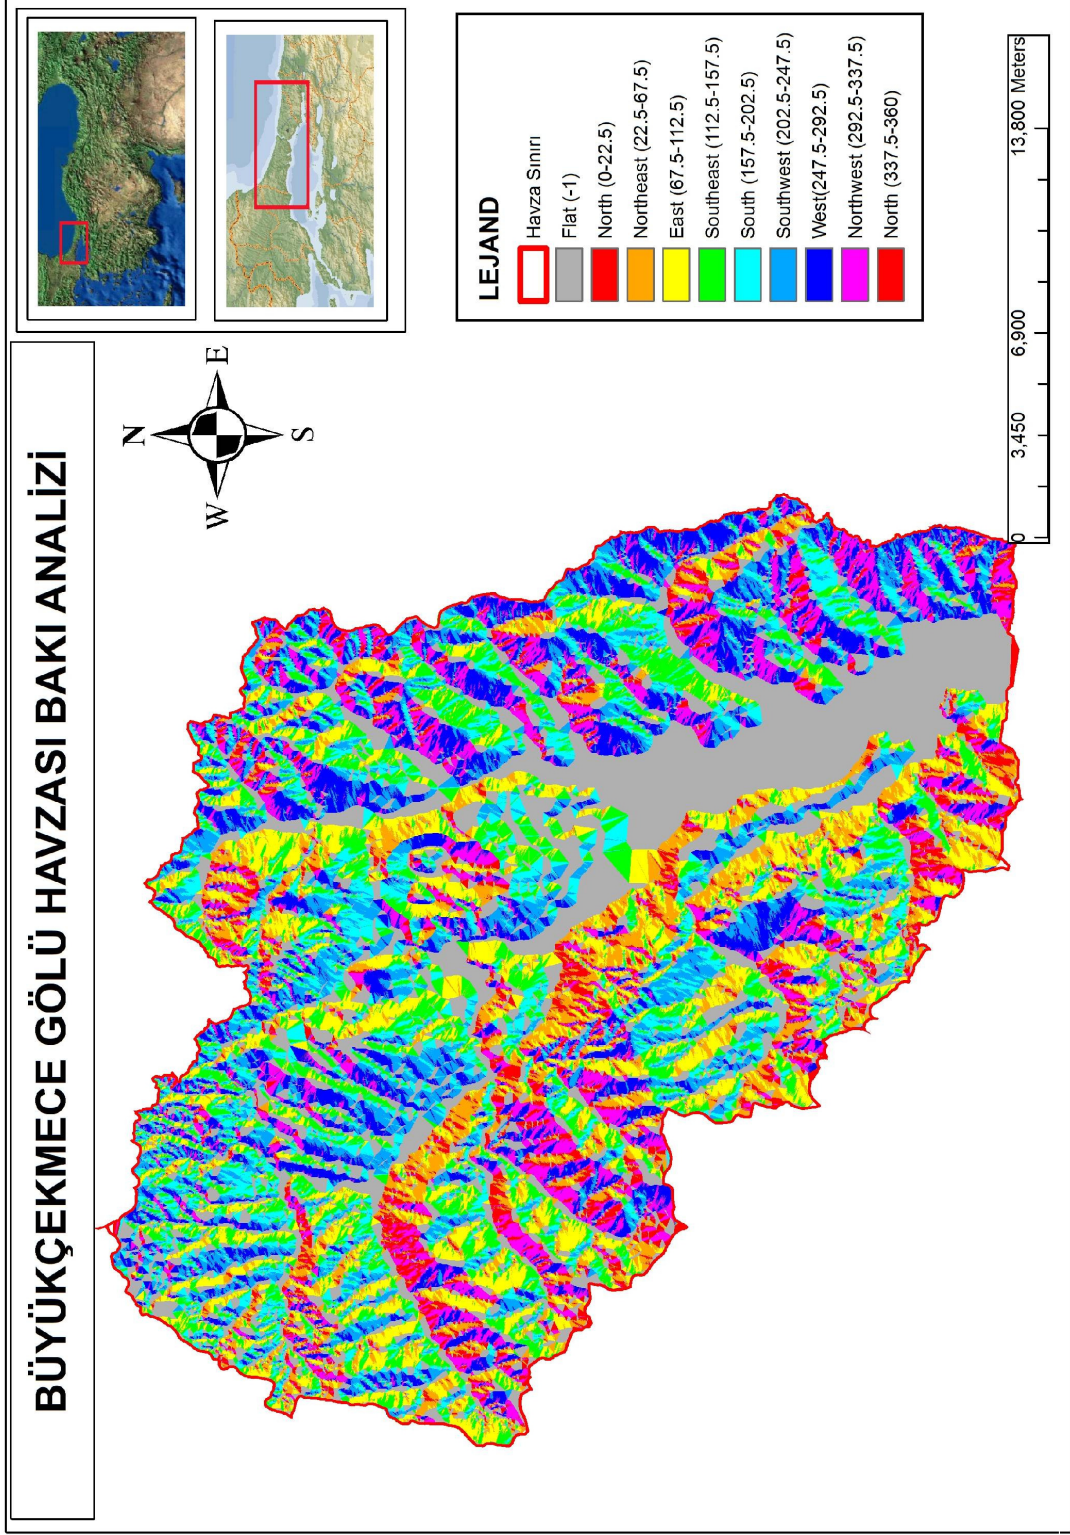 BÜYÜKÇEKMECE GÖLÜ HAVZASI BAKI ANALİZİ
N
W
E
S
LEJAND
Havza Sınırı
Flat (-1)
North (0-22.5)
Northeast (22.5-67.5)
East (67.5-112.5)
Southeast (112.5-157.5)
South (157.5-202.5)
Southwest (202.5-247.5)
West(247.5-292.5)
Northwest (292.5-337.5)
North (337.5-360)
0 3,450 6,900 13,800 Meters